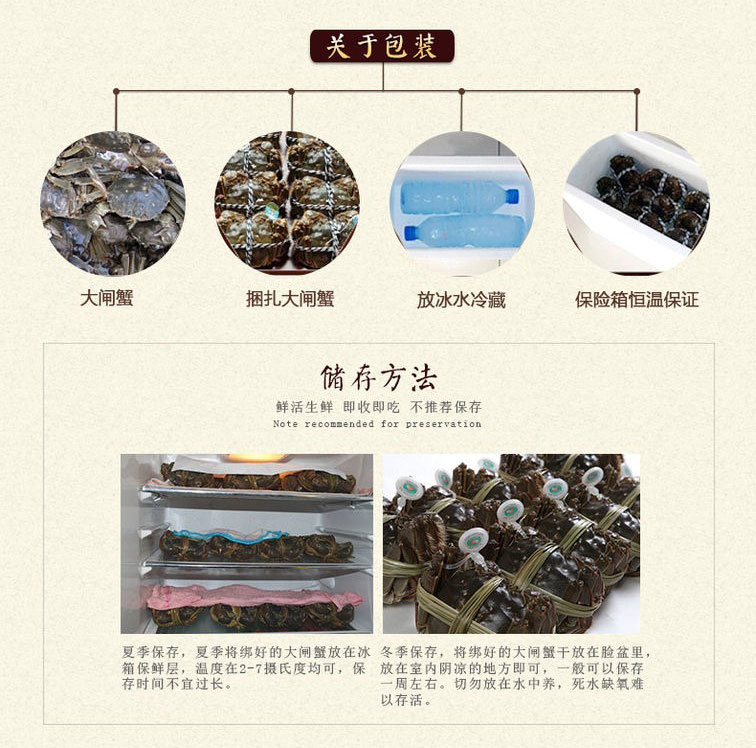 关于包装
大闸蟹
捆扎大闸蟹
放冰水冷藏
保险箱恒温保证
储存方法
鲜活生鲜 即收即吃 不推荐保存
Note recommended for preservation
夏季保存，夏季将绑好的大闸蟹放在冰
箱保鲜层，温度在2-7摄氏度均可，保
存时间不宜过长。
冬季保存，将绑好的大闸蟹干放在脸盆里，
放在室内阴凉的地方即可，一般可以保存
一周左右。切勿放在水中养，死水缺氧难
以存活。